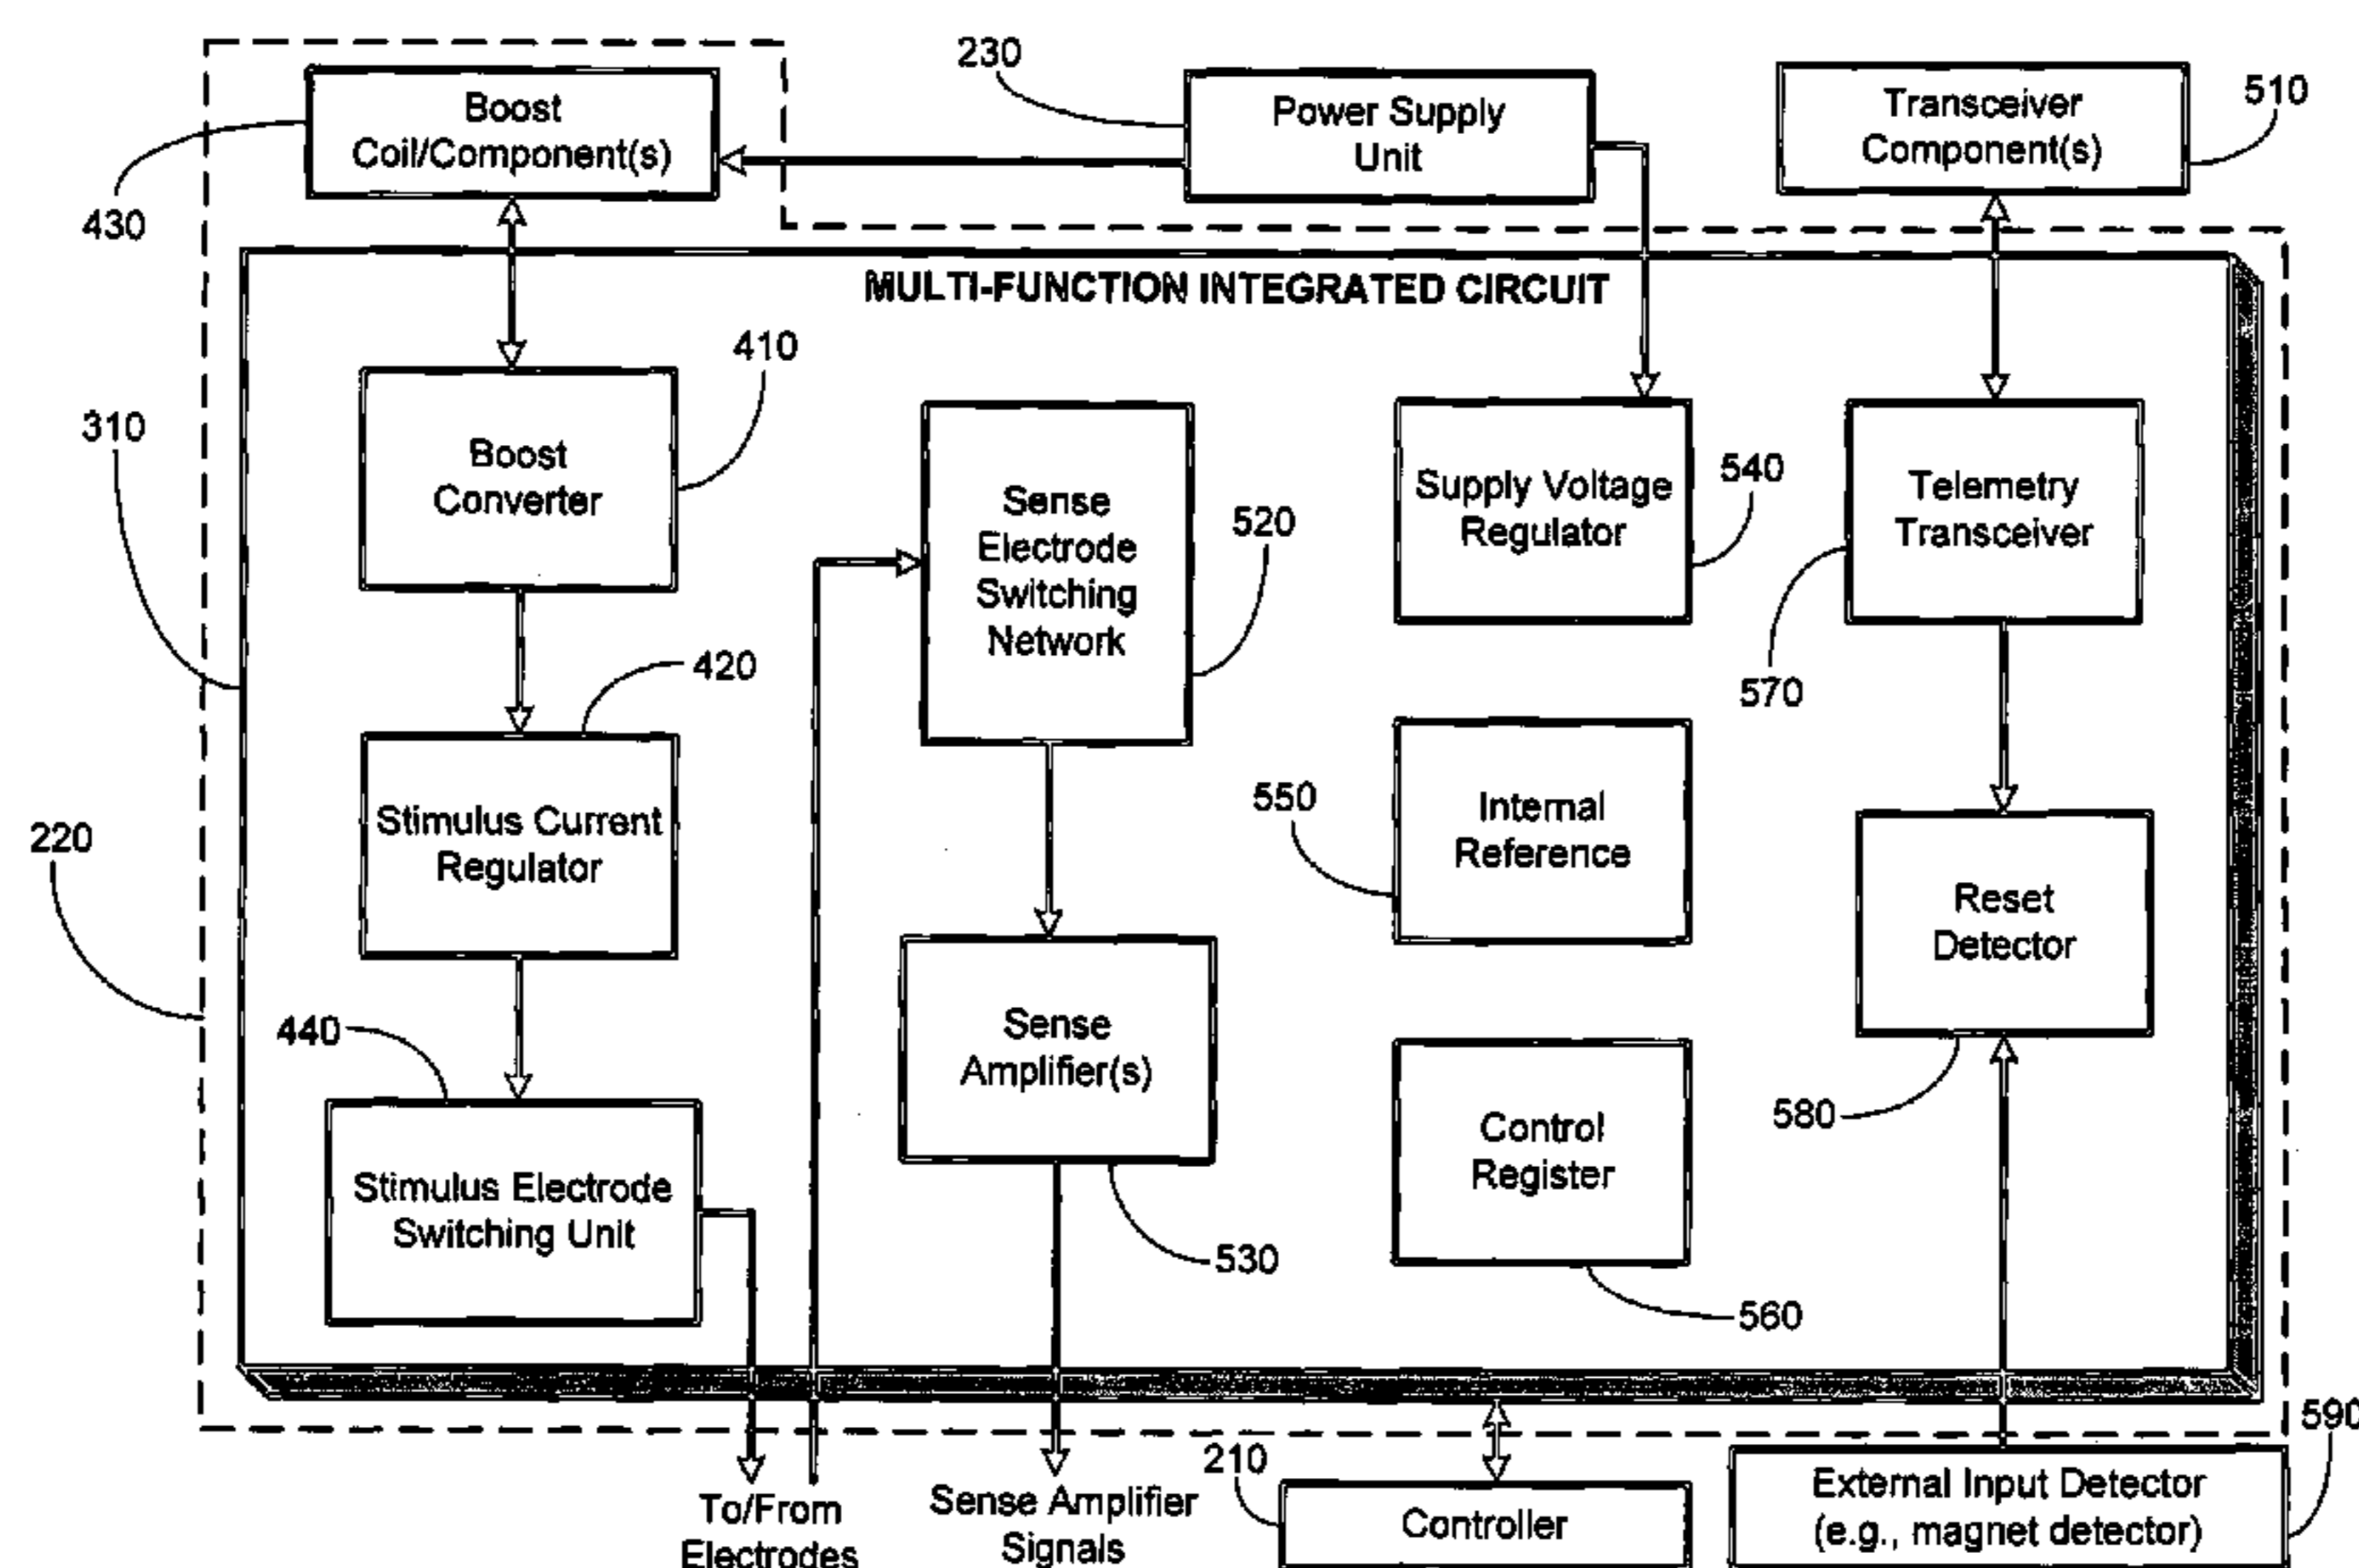 230
Boost
Coil/Component(s)
Power Supply
Unit
Transceiver
Component(s)
510
430
MULTI-FUNCTION INTEGRATED CIRCUIT
410
310
Boost
Converter
Sense
Electrode
Switching
Network
520
Supply Voltage
Regulator
540
Telemetry
Transceiver
570
420
Stimulus Current
Regulator
550
Internal
Reference
Reset
Detector
220
440
Sense
Amplifier(s)
Control
Register
580
Stimulus Electrode
Switching Unit
530
560
590
To/From
Electrodes
Sense Amplifier
Signals
210
Controller
External Input Detector
(e.g., magnet detector)